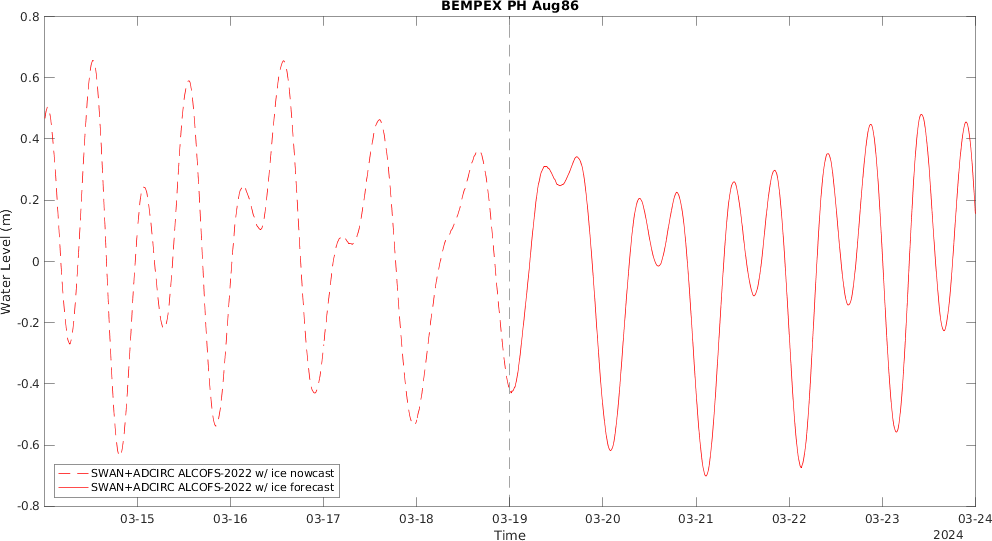 BEMPEX PH Aug86
0.8
0.6
0.4
0.2
0
-0.2
-0.4
-0.6
-0.8
Water Level (m)
SWAN+ADCIRC ALCOFS-2022 w/ ice nowcast
SWAN+ADCIRC ALCOFS-2022 w/ ice forecast
03-15 03-16 03-17 03-18 03-19 03-20 03-21 03-22 03-23 03-24
Time
2024